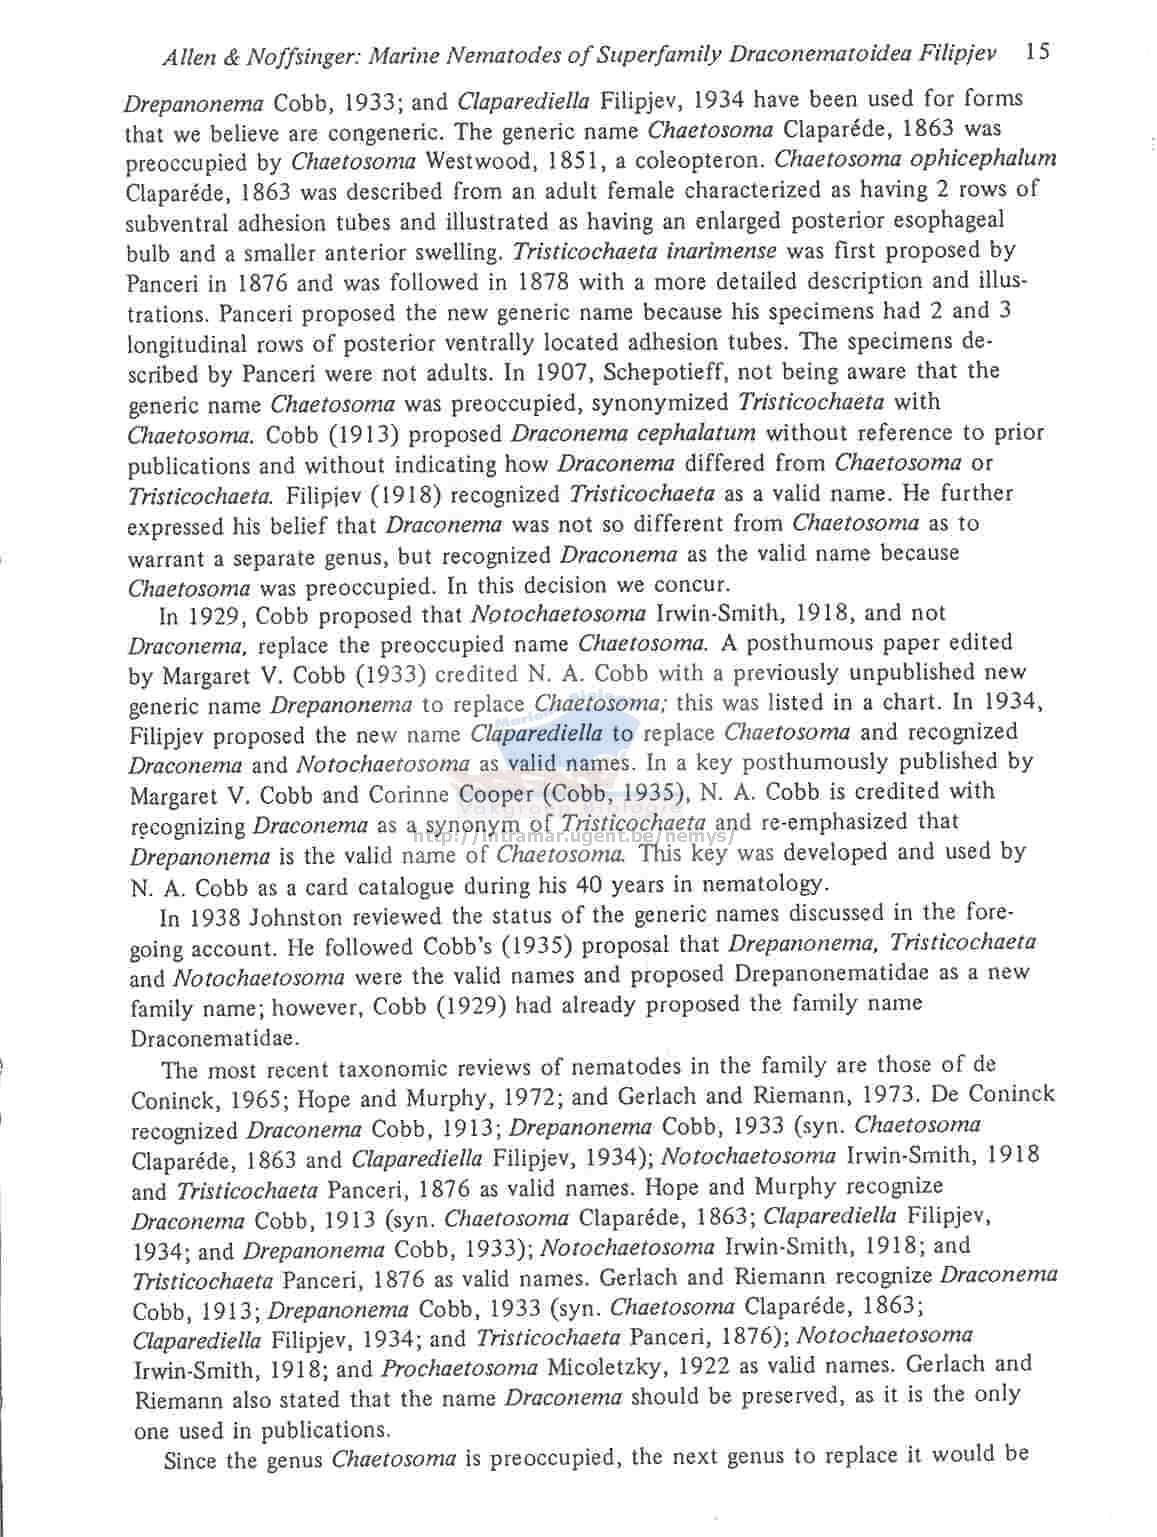 Allen & Noffsinger: Marine Nematodes of Superfamily Draconematoidea Filipjev 15
Drepanonema Cobb, 1933; and Claparediella Filipjev, 1934 have been used for forms
that we believe are congeneric. The generic name Chaetosoma Claparéde, 1863 was
preoccupied by Chaetosoma Westwood, 1851, a coleopteron. Chaetosoma ophicephalum
Claparéde, 1863 was described from an adult female characterized as having 2 rows of
subventral adhesion tubes and illustrated as having an enlarged posterior esophageal
bulb and a smaller anterior swelling. Tristicochaeta inarimense was first proposed by
Panceri in 1876 and was followed in 1878 with a more detailed description and illus-
trations. Panceri proposed the new generic name because his specimens had 2 and 3
longitudinal rows of posterior ventrally located adhesion tubes. The specimens de-
scribed by Panceri were not adults. In 1907, Schepotieff, not being aware that the
generic name Chaetosoma was preoccupied, synonymized Tristicochaeta with
Chaetosoma. Cobb (1913) proposed Draconema cephalatum without reference to prior
publications and without indicating how Draconema differed from Chaetosoma or
Tristicochaeta. Filipjev (1918) recognized Tristicochaeta as a valid name. He further
expressed his belief that Draconema was not so different from Chaetosoma as to
warrant a separate genus, but recognized Draconema as the valid name because
Chaetosoma was preoccupied. In this decision we concur.
In 1929, Cobb proposed that Notochaetosoma Irwin-Smith, 1918, and not
Draconema, replace the preoccupied name Chaetosoma. A posthumous paper edited
by Margaret V. Cobb (1933) credited N. A. Cobb with a previously unpublished new
generic name Drepanonema to replace Chaetosoma; this was listed in a chart. In 1934,
Filipjev proposed the new name Claparediella to replace Chaetosoma and recognized
Draconema and Notochaetosoma as valid names. In a key posthumously published by
Margaret V. Cobb and Corinne Cooper (Cobb, 1935), N. A. Cobb is credited with
recognizing Draconema as a synonym of Tristicochaeta and re-emphasized that
http://intramar.ugent.be/nemys/
Drepanonema is the valid name of Chaetosoma. This key was developed and used by
N. A. Cobb as a card catalogue during his 40 years in nematology.
In 1938 Johnston reviewed the status of the generic names discussed in the fore-
going account. He followed Cobb's (1935) proposal that Drepanonema, Tristicochaeta
and Notochaetosoma were the valid names and proposed Drepanonematidae as a new
family name; however, Cobb (1929) had already proposed the family name
Draconematidae.
The most recent taxonomic reviews of nematodes in the family are those of de
Coninck, 1965; Hope and Murphy, 1972; and Gerlach and Riemann, 1973. De Coninck
recognized Draconema Cobb, 1913; Drepanonema Cobb, 1933 (syn. Chaetosoma
Claparéde, 1863 and Claparediella Filipjev, 1934); Notochaetosoma Irwin-Smith, 1918
and Tristicochaeta Panceri, 1876 as valid names. Hope and Murphy recognize
Draconema Cobb, 1913 (syn. Chaetosoma Claparéde, 1863; Claparediella Filipjev,
1934; and Drepanonema Cobb, 1933); Notochaetosoma Irwin-Smith, 1918; and
Tristicochaeta Panceri, 1876 as valid names. Gerlach and Riemann recognize Draconema
Cobb, 1913; Drepanonema Cobb, 1933 (syn. Chaetosoma Claparéde, 1863;
Claparediella Filipjev, 1934; and Tristicochaeta Panceri, 1876); Notochaetosoma
Irwin-Smith, 1918; and Prochaetosoma Micoletzky, 1922 as valid names. Gerlach and
Riemann also stated that the name Draconema should be preserved, as it is the only
one used in publications.
Since the genus Chaetosoma is preoccupied, the next genus to replace it would be